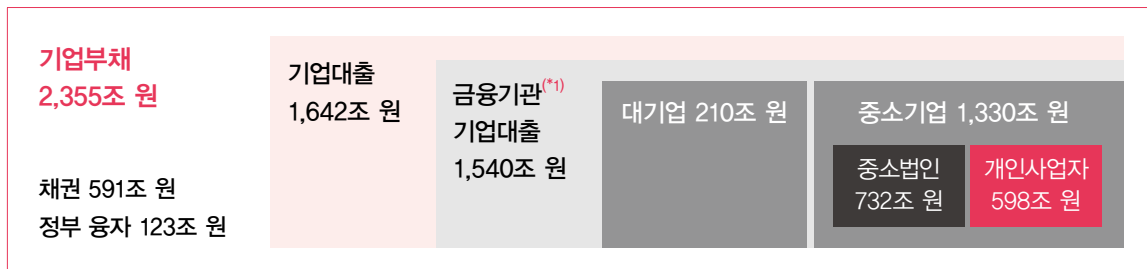 기업부채
2,355조 원
채권 591조 원
정부 융자 123조 원
기업대출
1,642조 원
금융기관(*1)
기업대출
1,540조 원
대기업 210조 원
중소기업 1,330조 원
중소법인
732조 원
개인사업자
598조 원